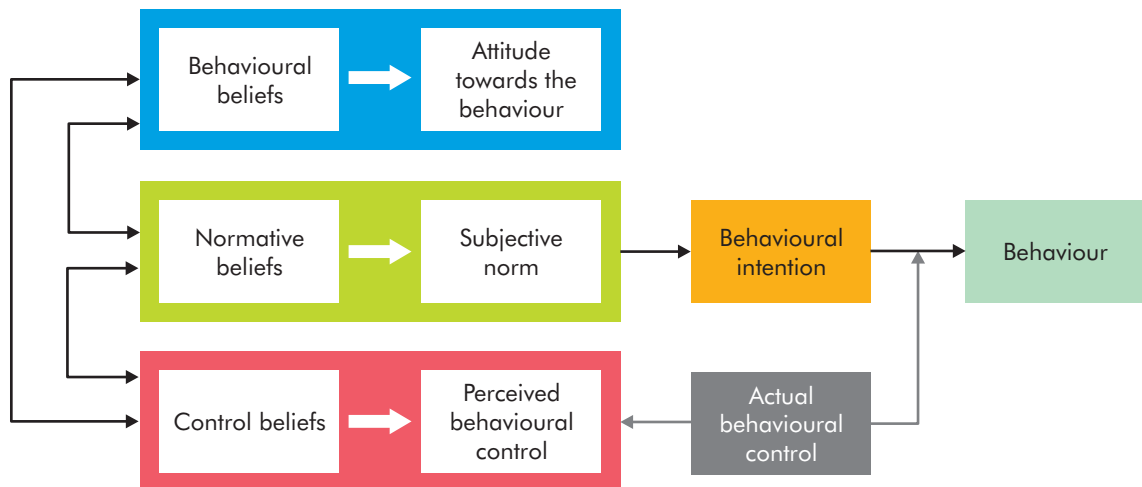 Behavioural
beliefs
Attitude
towards the
behaviour
Normative
beliefs
Subjective
norm
Behavioural
intention
Behaviour
Control beliefs
Perceived
behavioural
control
Actual
behavioural
control